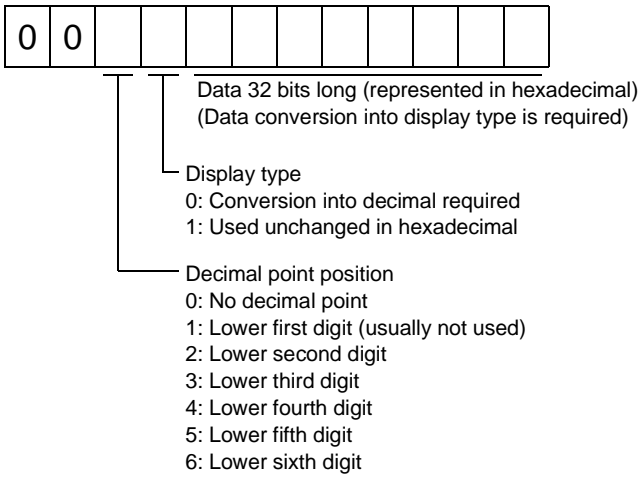 0 0
Data 32 bits long (represented in hexadecimal)
(Data conversion into display type is required)
Display type
0: Conversion into decimal required
1: Used unchanged in hexadecimal
Decimal point position
0: No decimal point
1: Lower first digit (usually not used)
2: Lower second digit
3: Lower third digit
4: Lower fourth digit
5: Lower fifth digit
6: Lower sixth digit